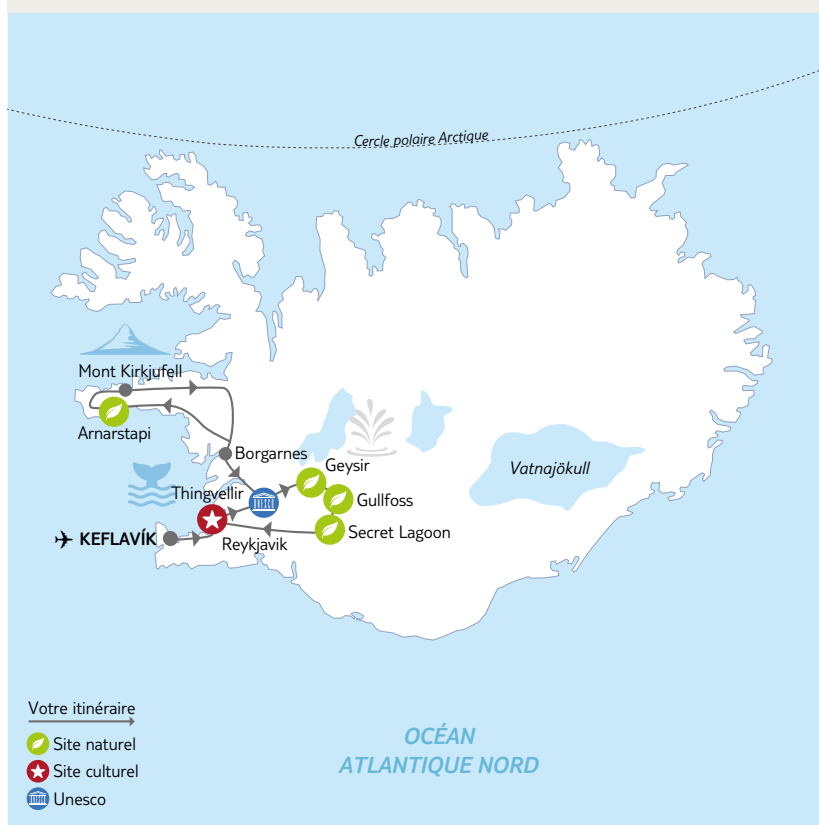 Cercle polaire Arctique
Mont Kirkjufell
Arnarstapi
Borgarnes
Geysir
Vatnajökull
Thingvellir
UNESCO
Gullfoss
Secret Lagoon
KEFLAVÍK
Reykjavik
Votre itinéraire
Site naturel
Site culturel
Unesco
OCÉAN
ATLANTIQUE NORD